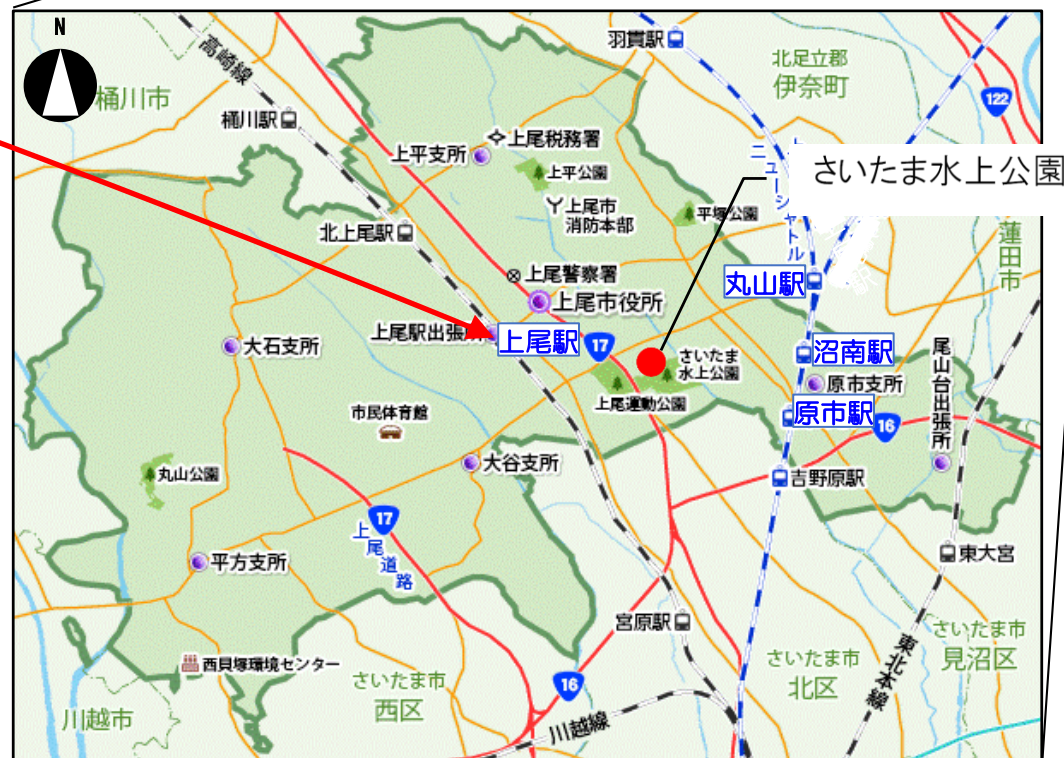 N
羽貫駅
北足立郡
伊奈町
高崎線
桶川市
122
桶川駅
上尾税務署
上平支所
さいたま水上公園
上平公園
ニューシャトル
上尾市
消防本部
平塚公園
蓮田市
北上尾駅
上尾警察署
丸山駅
上尾市役所
上尾駅出張所
上尾駅
17
大石支所
沼南駅
さいたま
水上公園
尾山台出張所
原市支所
上尾運動公園
市民体育館
原市駅
16
大谷支所
丸山公園
吉野原駅
17
上尾道路
平方支所
東大宮
宮原駅
さいたま市
見沼区
西貝塚環境センター
さいたま市
西区
16
さいたま市
北区
東北本線
川越市
川越線